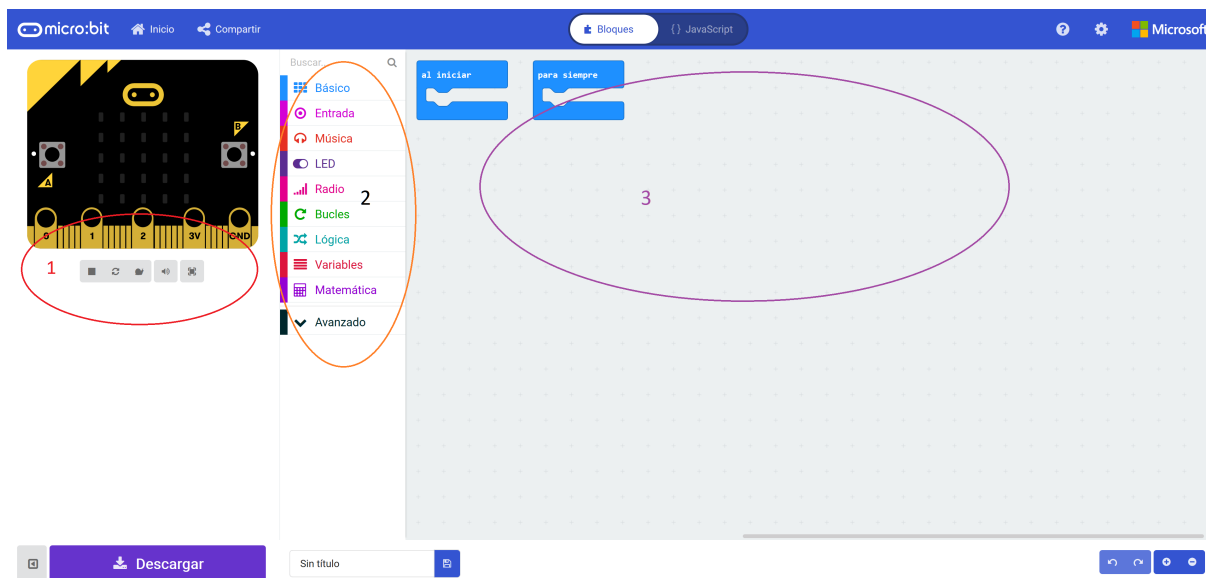 micro:bit Inicio Compartir Bloques {} JavaScript Microsoft
Buscar...
Básico
Entrada
Música
LED
Radio
Bucles
Lógica
Variables
Matemática
Avanzado
al iniciar
para siempre
B
A
0 1 2 3V GND
1
2
3
Descargar
Sin título